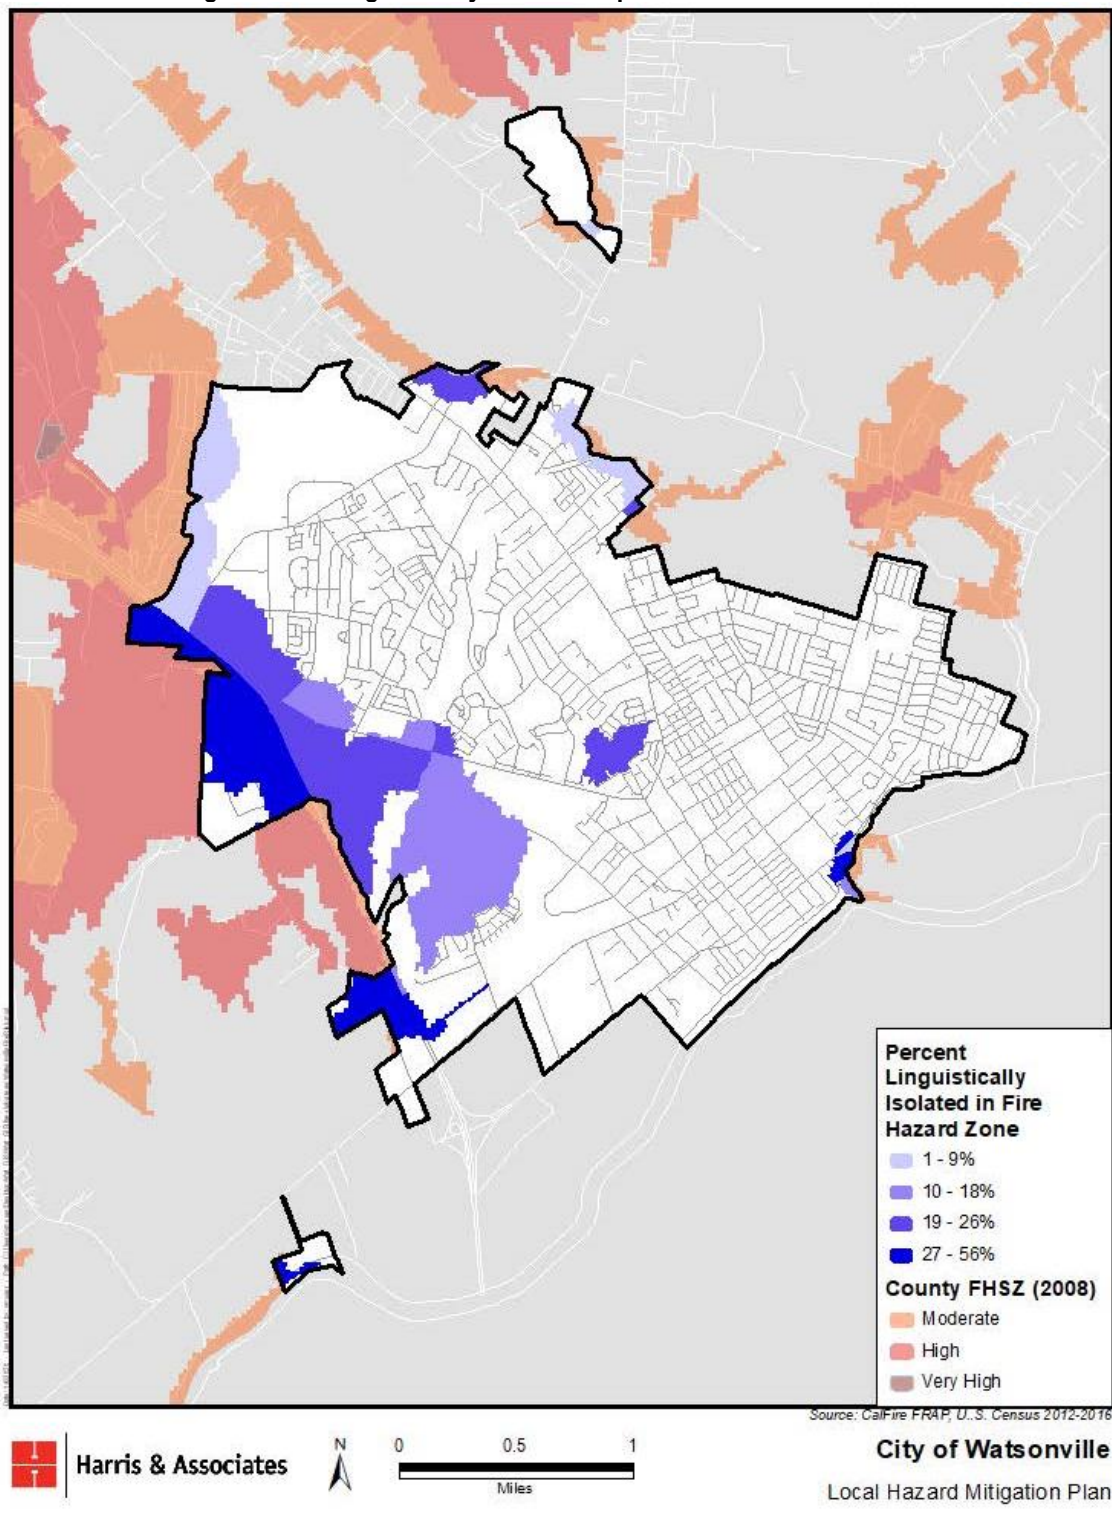 Percent
Linguistically
Isolated in Fire
Hazard Zone
1 - 9%
10 - 18%
19 - 26%
27 - 56%
County FHSZ (2008)
Moderate
High
Very High
Source: CalFire FRAP, U..S. Census 2012-2016
Harris & Associates
N
0 0.5 1
Miles
City of Watsonville
Local Hazard Mitigation Plan